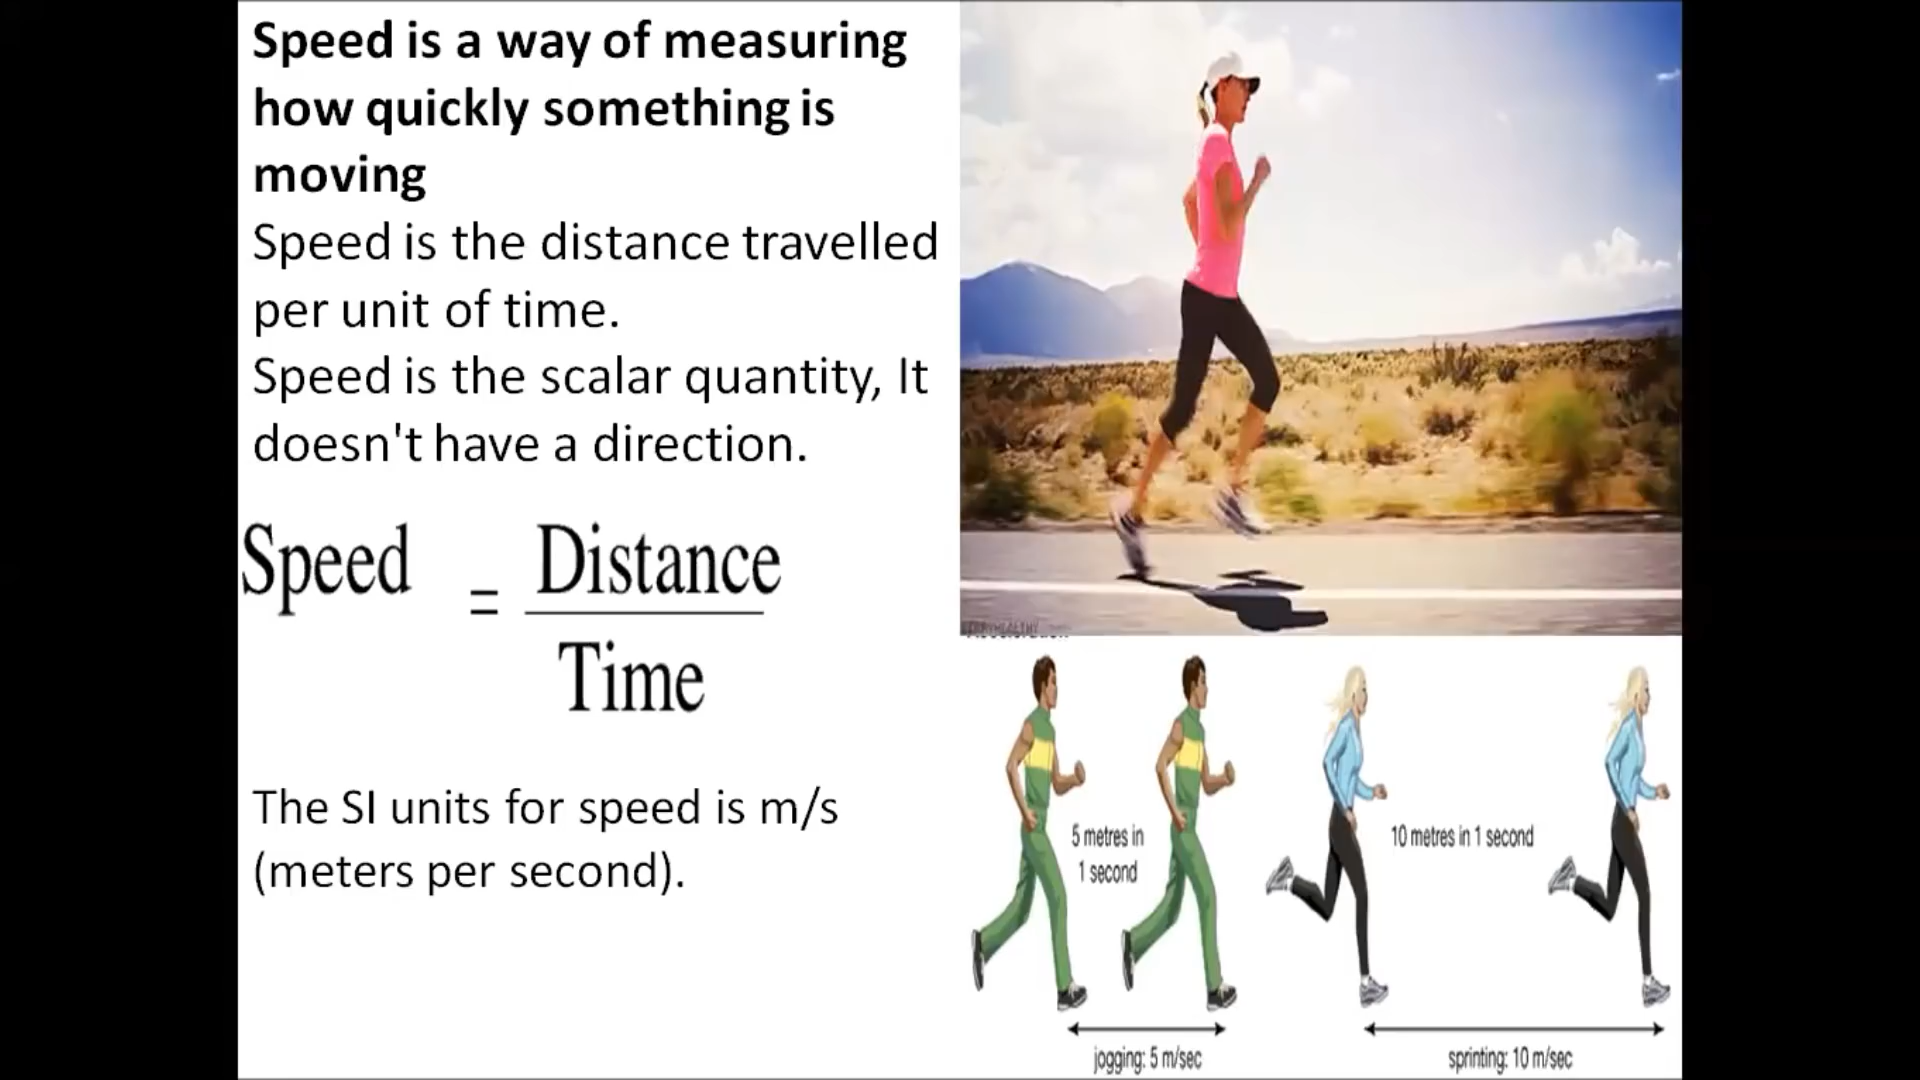 Speed is a way of measuring
how quickly something is
moving
Speed is the distance travelled
per unit of time.
Speed is the scalar quantity, It
doesn't have a direction.
Speed = Distance
Time
The SI units for speed is m/s
(meters per second).
5 metres in
1 second
10 metres in 1 second
jogging: 5 m/sec
sprinting: 10 m/sec